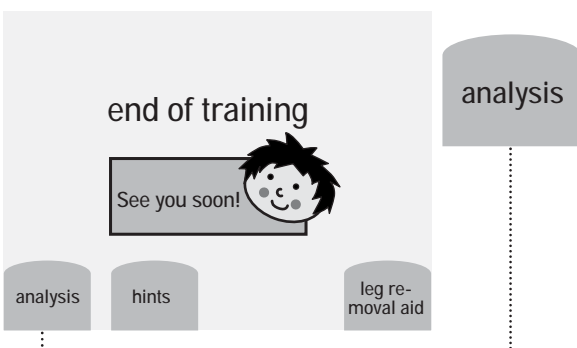 end of training
See you soon!
analysis
hints
leg re-
moval aid
analysis